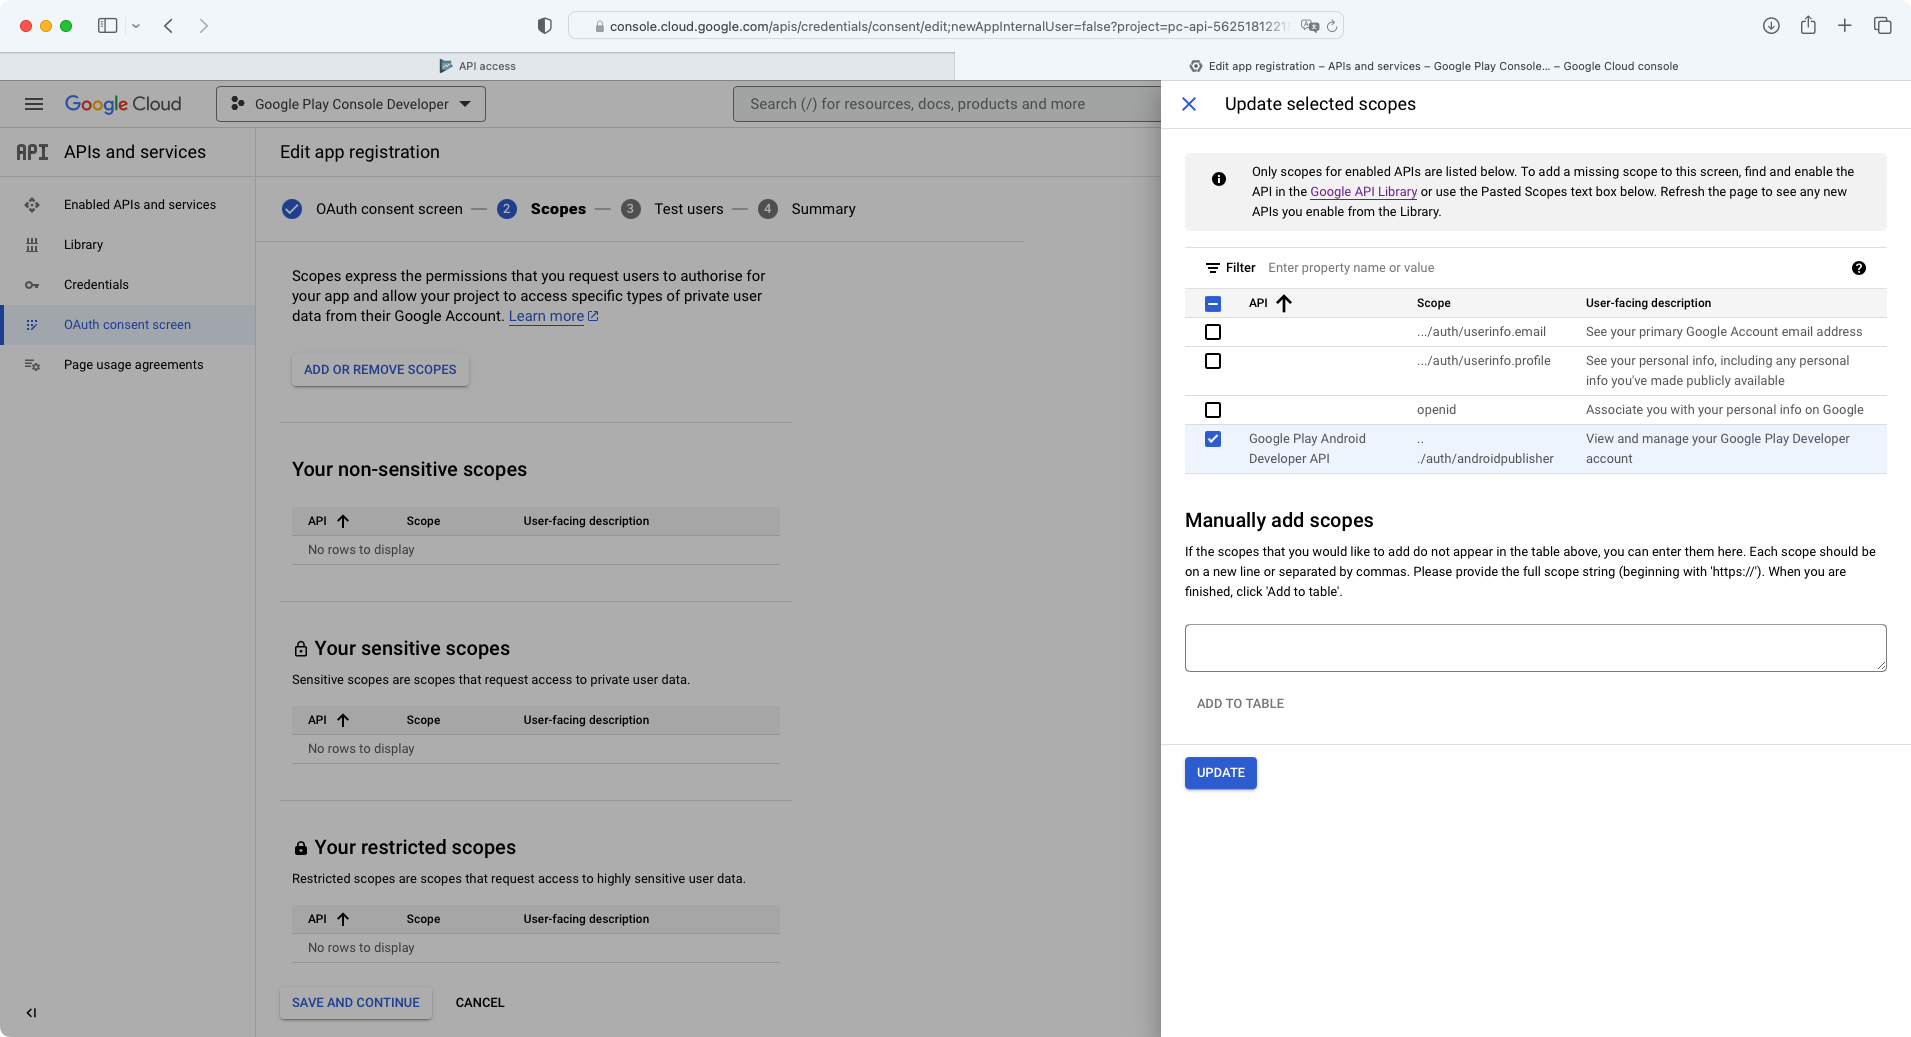 console.cloud.google.com/apis/credentials/consent/edit;newAppInternalUser=false?project=pc-api-562518122
API access
Edit app registration – APIs and services – Google Play Console... – Google Cloud console
Google Cloud
Google Play Console Developer
Search (/) for resources, docs, products and more
API APIs and services
Enabled APIs and services
Library
Credentials
OAuth consent screen
Page usage agreements
Edit app registration
OAuth consent screen — 2 Scopes — 3 Test users — 4 Summary
Scopes express the permissions that you request users to authorise for
your app and allow your project to access specific types of private user
data from their Google Account. Learn more
ADD OR REMOVE SCOPES
Your non-sensitive scopes
API Scope User-facing description
No rows to display
Your sensitive scopes
Sensitive scopes are scopes that request access to private user data.
API Scope User-facing description
No rows to display
Your restricted scopes
Restricted scopes are scopes that request access to highly sensitive user data.
API Scope User-facing description
No rows to display
SAVE AND CONTINUE CANCEL
Update selected scopes
Only scopes for enabled APIs are listed below. To add a missing scope to this screen, find and enable the
API in the Google API Library or use the Pasted Scopes text box below. Refresh the page to see any new
APIs you enable from the Library.
Filter Enter property name or value
API Scope User-facing description
.../auth/userinfo.email See your primary Google Account email address
.../auth/userinfo.profile See your personal info, including any personal
info you've made publicly available
openid Associate you with your personal info on Google
Google Play Android .. View and manage your Google Play Developer
Developer API ./auth/androidpublisher account
Manually add scopes
If the scopes that you would like to add do not appear in the table above, you can enter them here. Each scope should be
on a new line or separated by commas. Please provide the full scope string (beginning with 'https://'). When you are
finished, click 'Add to table'.
ADD TO TABLE
UPDATE